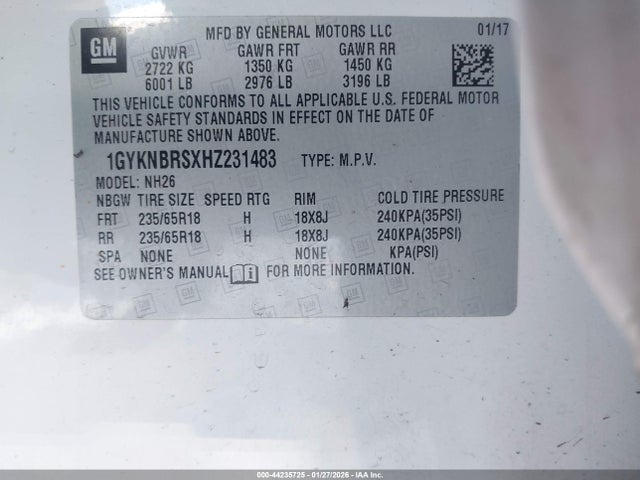 GM
MFD BY GENERAL MOTORS LLC 01/17
GVWR GAWR FRT GAWR RR
2722 KG 1350 KG 1450 KG
6001 LB 2976 LB 3196 LB
THIS VEHICLE CONFORMS TO ALL APPLICABLE U.S. FEDERAL MOTOR
VEHICLE SAFETY STANDARDS IN EFFECT ON THE DATE OF
MANUFACTURE SHOWN ABOVE.
1GYKNBRSXHZ231483 TYPE: M.P.V.
MODEL: NH26
NBGW TIRE SIZE SPEED RTG RIM COLD TIRE PRESSURE
FRT 235/65R18 H 18X8J 240KPA(35PSI)
RR 235/65R18 H 18X8J 240KPA(35PSI)
SPA NONE NONE KPA(PSI)
SEE OWNER'S MANUAL FOR MORE INFORMATION.
000-44235725 - 01/27/2026 - IAA Holdings, LLC